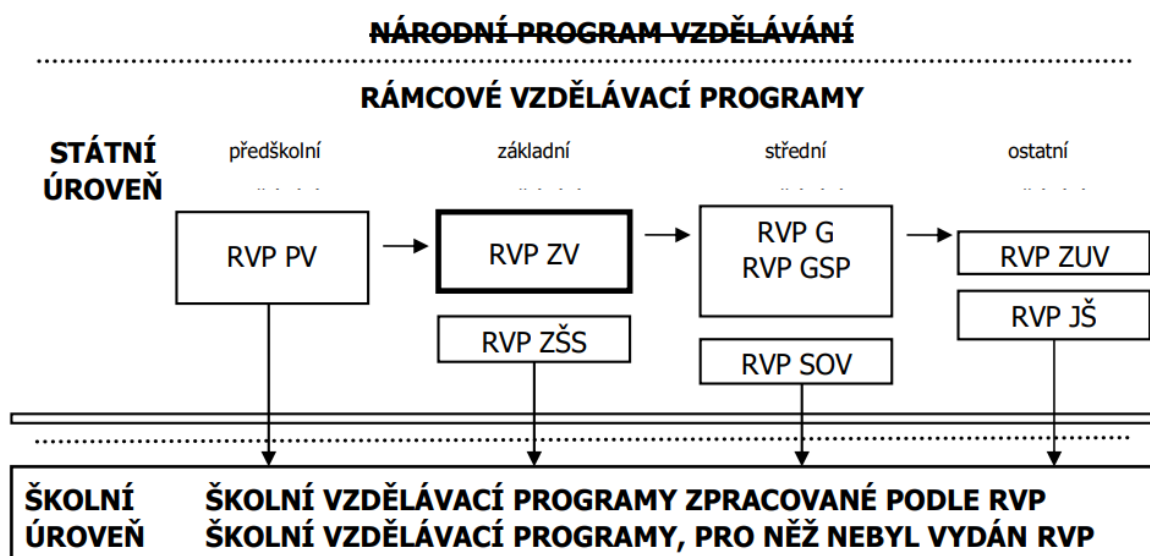 NÁRODNÍ PROGRAM VZDĚLÁVÁNÍ
RÁMCOVÉ VZDĚLÁVACÍ PROGRAMY
STÁTNÍ
ÚROVEŇ
předškolní
základní
střední
ostatní
RVP PV
RVP ZV
RVP G
RVP GSP
RVP ZUV
RVP ZŠS
RVP SOV
RVP JŠ
ŠKOLNÍ ŠKOLNÍ VZDĚLÁVACÍ PROGRAMY ZPRACOVANÉ PODLE RVP
ÚROVEŇ ŠKOLNÍ VZDĚLÁVACÍ PROGRAMY, PRO NĚŽ NEBYL VYDÁN RVP